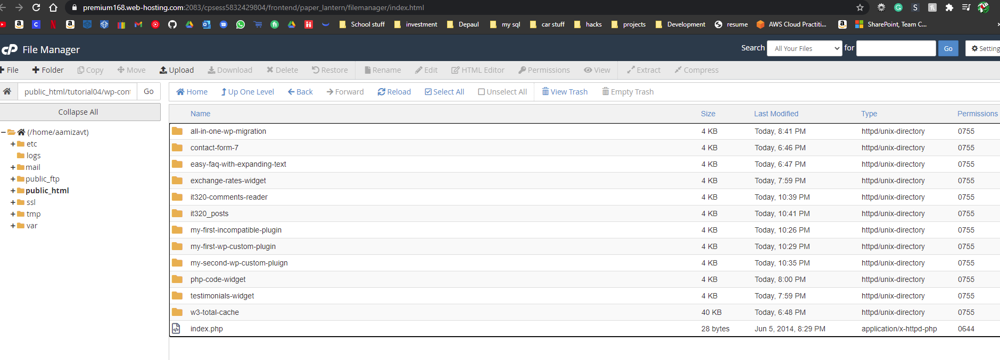 premium168.web-hosting.com:2083/cpsess5832429804/frontend/paper_lantern/filemanager/index.html
School stuff investment Depaul my sql car stuff hacks projects Development resume AWS Cloud Practiti... SharePoint, Team C...
cP File Manager Search All Your Files for Go Setting
File Folder Copy Move Upload Download Delete Restore Rename Edit HTML Editor Permissions View Extract Compress
public_html/tutorial04/wp-cont Go Home Up One Level Back Forward Reload Select All Unselect All View Trash Empty Trash
Collapse All
(/home/aamizavt)
etc
logs
mail
public_ftp
public_html
ssl
tmp
var
Name Size Last Modified Type Permissions
all-in-one-wp-migration 4 KB Today, 8:41 PM httpd/unix-directory 0755
contact-form-7 4 KB Today, 6:46 PM httpd/unix-directory 0755
easy-faq-with-expanding-text 4 KB Today, 6:47 PM httpd/unix-directory 0755
exchange-rates-widget 4 KB Today, 7:59 PM httpd/unix-directory 0755
it320-comments-reader 4 KB Today, 10:39 PM httpd/unix-directory 0755
it320_posts 4 KB Today, 10:41 PM httpd/unix-directory 0755
my-first-incompatible-plugin 4 KB Today, 10:26 PM httpd/unix-directory 0755
my-first-wp-custom-plugin 4 KB Today, 10:29 PM httpd/unix-directory 0755
my-second-wp-custom-pluign 4 KB Today, 10:35 PM httpd/unix-directory 0755
php-code-widget 4 KB Today, 8:00 PM httpd/unix-directory 0755
testimonials-widget 4 KB Today, 7:59 PM httpd/unix-directory 0755
w3-total-cache 40 KB Today, 6:48 PM httpd/unix-directory 0755
index.php 28 bytes Jun 5, 2014, 8:29 PM application/x-httpd-php 0644